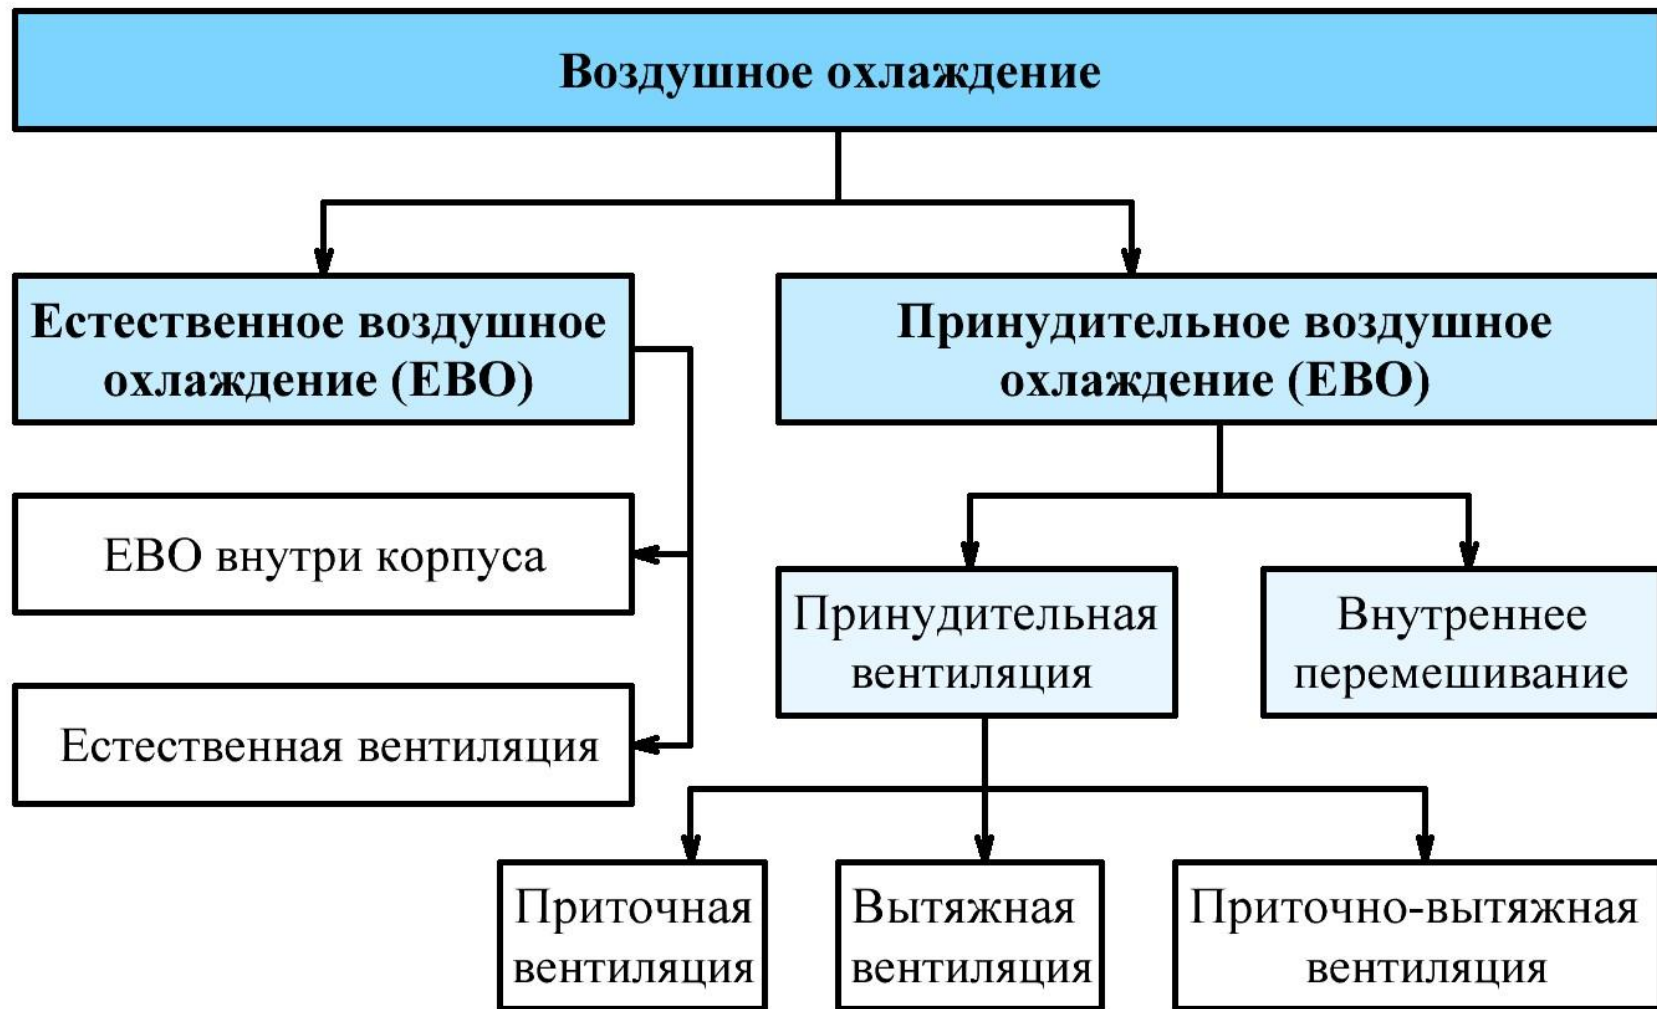 Воздушное охлаждение
Естественное воздушное
охлаждение (ЕВО)
Принудительное воздушное
охлаждение (ЕВО)
ЕВО внутри корпуса
Естественная вентиляция
Принудительная
вентиляция
Внутреннее
перемешивание
Приточная
вентиляция
Вытяжная
вентиляция
Приточно-вытяжная
вентиляция